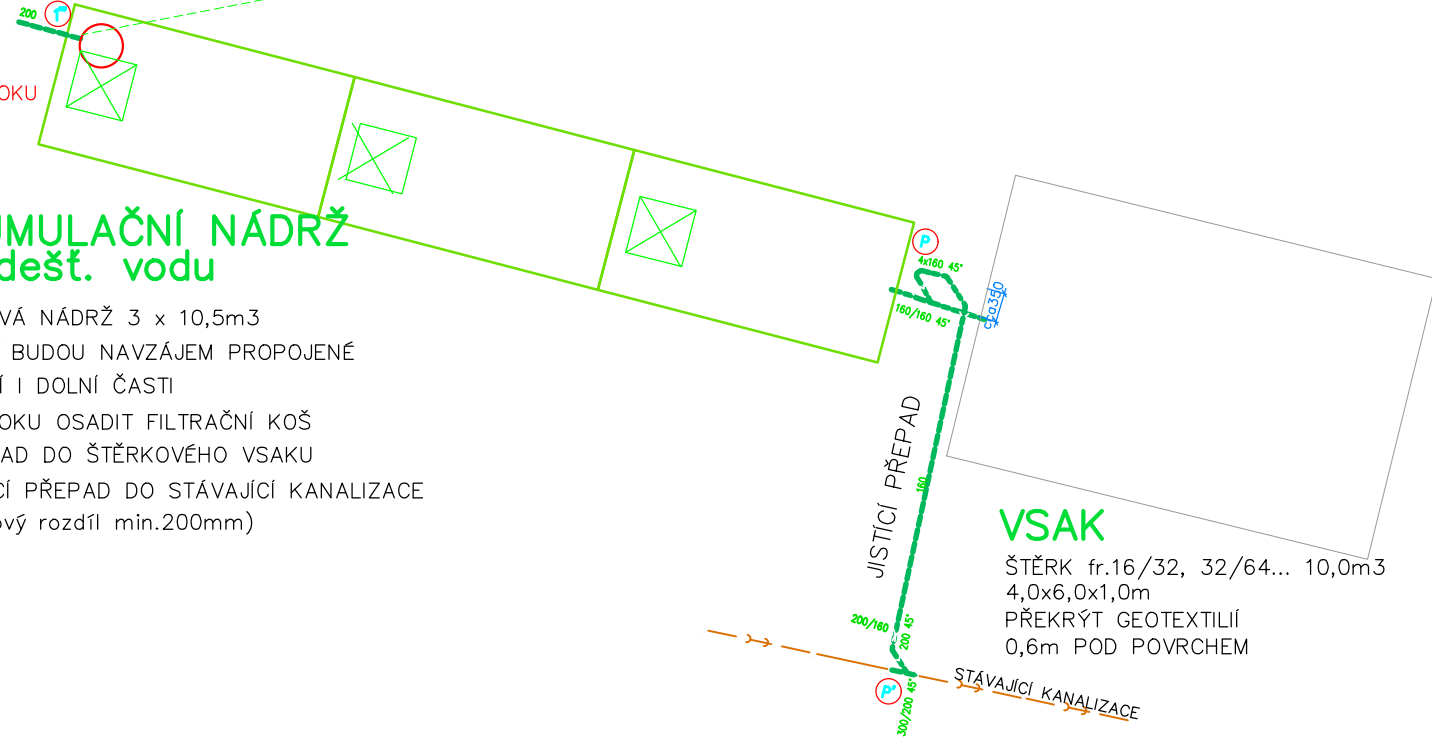 200
OKU
UMULAČNÍ NÁDRŽ
dešť. vodu
VÁ NÁDRŽ 3 x 10,5m3
Í BUDOU NAVZÁJEM PROPOJENÉ
Í I DOLNÍ ČASTI
OKU OSADIT FILTRAČNÍ KOŠ
AD DO ŠTĚRKOVÉHO VSAKU
CÍ PŘEPAD DO STÁVAJÍCÍ KANALIZACE
ový rozdíl min.200mm)
P
4x160 45°
160/160 45°
cca350
JISTÍCÍ PŘEPAD
160
VSAK
ŠTĚRK fr.16/32, 32/64... 10,0m3
4,0x6,0x1,0m
PŘEKRÝT GEOTEXTILIÍ
0,6m POD POVRCHEM
200/160
200 45°
STÁVAJÍCÍ KANALIZACE
300/200 45°